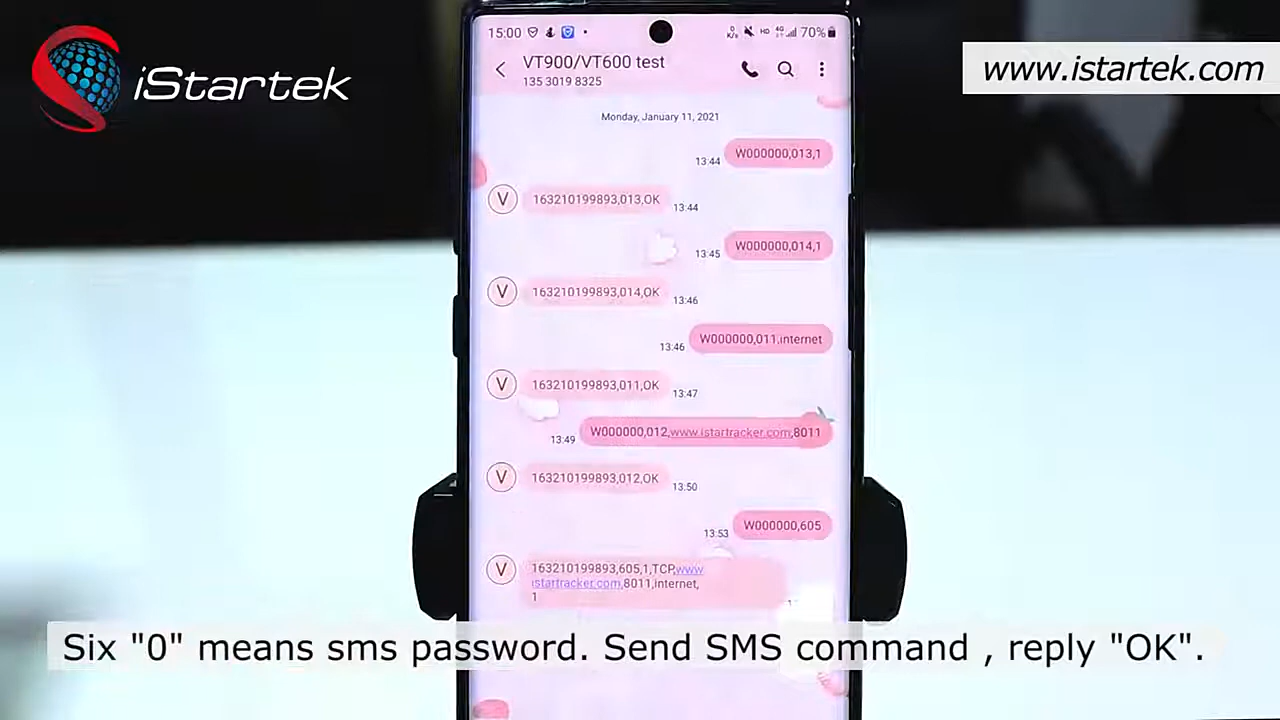 iStartek
www.istartek.com
15:00
HD
4G
70%
VT900/VT600 test
135 3019 8325
Monday, January 11, 2021
13:44
W000000,013,1
V
163210199893,013,OK
13:44
13:45
W000000,014,1
V
163210199893,014,OK
13:46
13:46
W000000,011,internet
V
163210199893,011,OK
13:47
13:49
W000000,012,www.istartracker.com,8011
V
163210199893,012,OK
13:50
13:53
W000000,605
V
163210199893,605,1,TCP,www
istartracker.com,8011,internet,
1
Six "0" means sms password. Send SMS command , reply "OK".